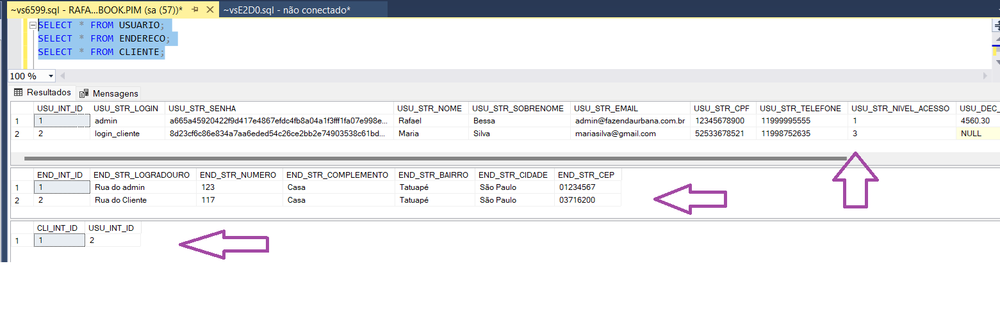 ~vs6599.sql - RAFA...BOOK.PIM (sa (57))* ~vsE2D0.sql - não conectado*
SELECT * FROM USUARIO;
SELECT * FROM ENDERECO;
SELECT * FROM CLIENTE;
100 %
Resultados Mensagens
USU_INT_ID USU_STR_LOGIN USU_STR_SENHA USU_STR_NOME USU_STR_SOBRENOME USU_STR_EMAIL USU_STR_CPF USU_STR_TELEFONE USU_STR_NIVEL_ACESSO USU_DEC_
1 1 admin a665a45920422f9d417e4867efdc4fb8a04a1f3fff1fa07e998e... Rafael Bessa admin@fazendaurbana.com.br 12345678900 11999995555 1 4560.30
2 2 login_cliente 8d23cf6c86e834a7aa6eded54c26ce2bb2e74903538c61bd... Maria Silva mariasilva@gmail.com 52533678521 11998752635 3 NULL
END_INT_ID END_STR_LOGRADOURO END_STR_NUMERO END_STR_COMPLEMENTO END_STR_BAIRRO END_STR_CIDADE END_STR_CEP
1 1 Rua do admin 123 Casa Tatuapé São Paulo 01234567
2 2 Rua do Cliente 117 Casa Tatuapé São Paulo 03716200
CLI_INT_ID USU_INT_ID
1 1 2